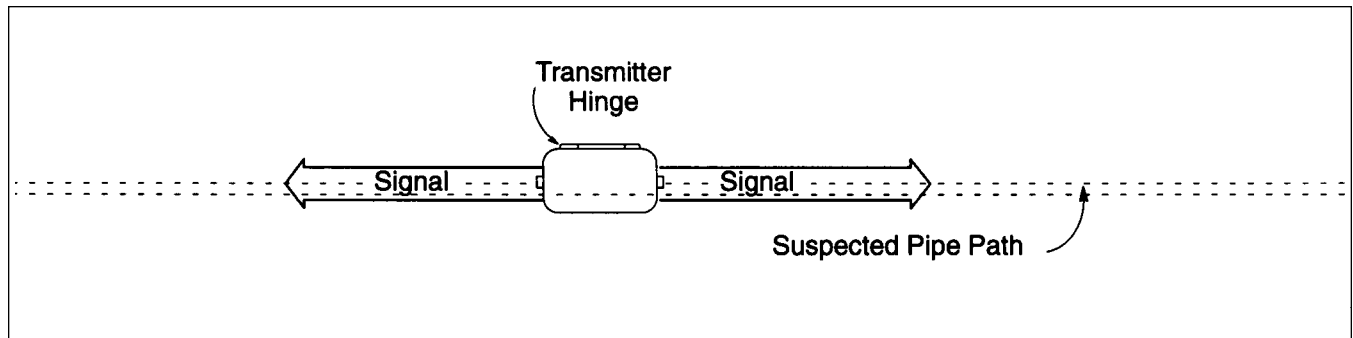 Transmitter
Hinge
Signal
Signal
Suspected Pipe Path